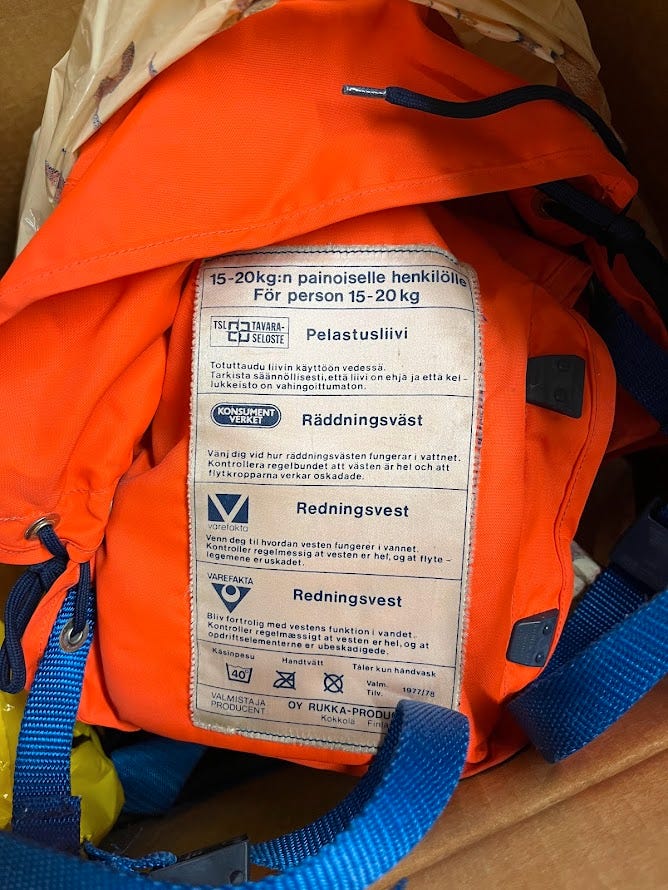 15-20kg:n painoiselle henkilölle
För person 15-20 kg
TSL TAVARA-
SELOSTE
Pelastusliivi
Totuttaudu liivin käyttöön vedessä.
Tarkista säännöllisesti, että liivi on ehjä ja että kel-
lukkeisto on vahingoittumaton.
KONSUMENT
VERKET
Räddningsväst
Vänj dig vid hur räddningsvästen fungerar i vattnet.
Kontrollera regelbundet att västen är hel och att
flytkropparna verkar oskadade.
varefakta
Redningsvest
Venn deg til hvordan vesten fungerer i vannet.
Kontroller regelmessig at vesten er hel, og at flyte-
legemene er uskadet.
VAREFAKTA
Redningsvest
Bliv fortrolig med vestens funktion i vandet.
Kontroller regelmæssigt at vesten er hel, og at
opdriftselementerne er ubeskadigede.
Käsinpesu Handtvätt Tåler kun håndvask
40
Valm.
Tilv. 1977/78
VALMISTAJA
PRODUCENT
OY RUKKA-PRODU
Kokkola Finla